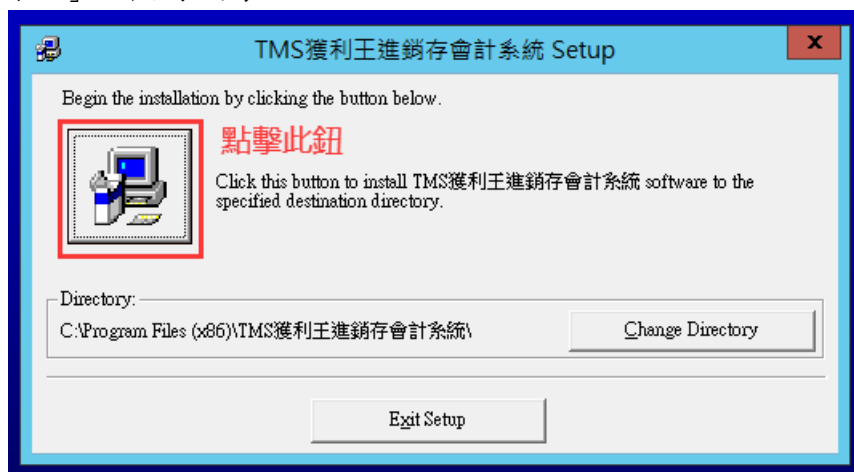 TMS獲利王進銷存會計系統 Setup
x
Begin the installation by clicking the button below.
點擊此鈕
Click this button to install TMS獲利王進銷存會計系統 software to the
specified destination directory.
Directory:
C:\Program Files (x86)\TMS獲利王進銷存會計系統\
Change Directory
Exit Setup